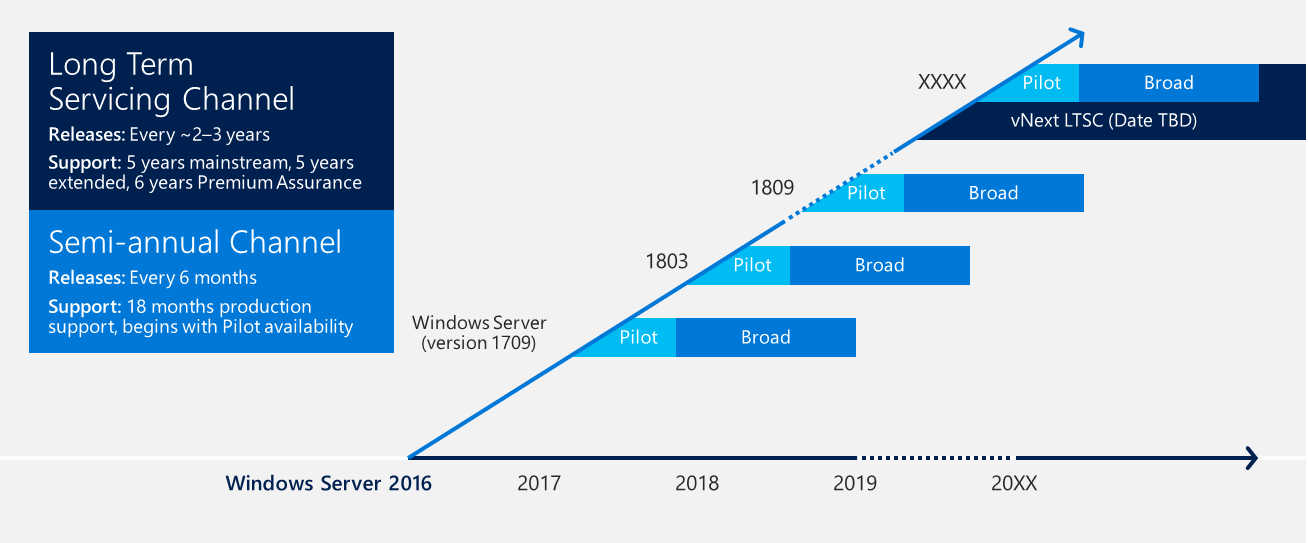 Long Term
Servicing Channel
Releases: Every ~2–3 years
Support: 5 years mainstream, 5 years
extended, 6 years Premium Assurance
Semi-annual Channel
Releases: Every 6 months
Support: 18 months production
support, begins with Pilot availability
XXXX
Pilot
Broad
vNext LTSC (Date TBD)
1809
Pilot
Broad
1803
Pilot
Broad
Windows Server
(version 1709)
Pilot
Broad
Windows Server 2016
2017
2018
2019
20XX